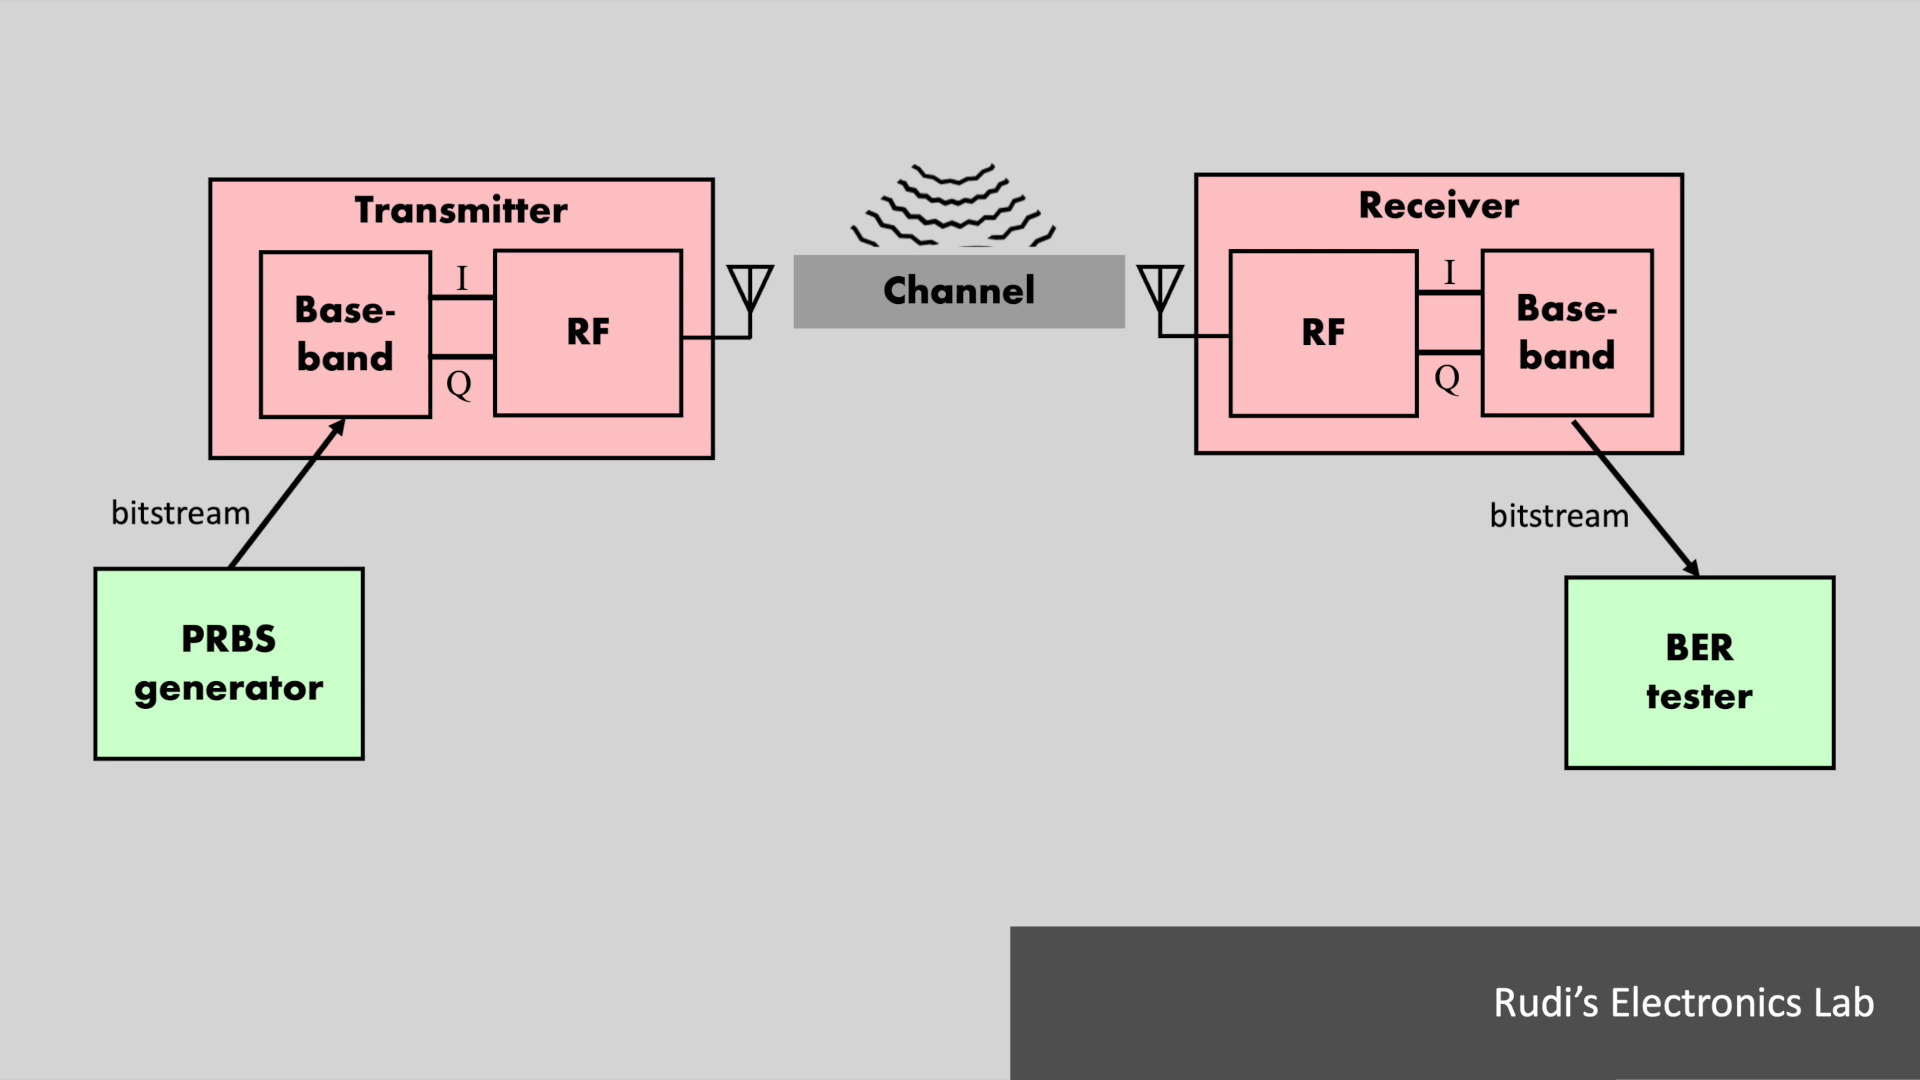 Transmitter
Base-
band
I
Q
RF
Channel
Receiver
RF
I
Q
Base-
band
bitstream
bitstream
PRBS
generator
BER
tester
Rudi’s Electronics Lab